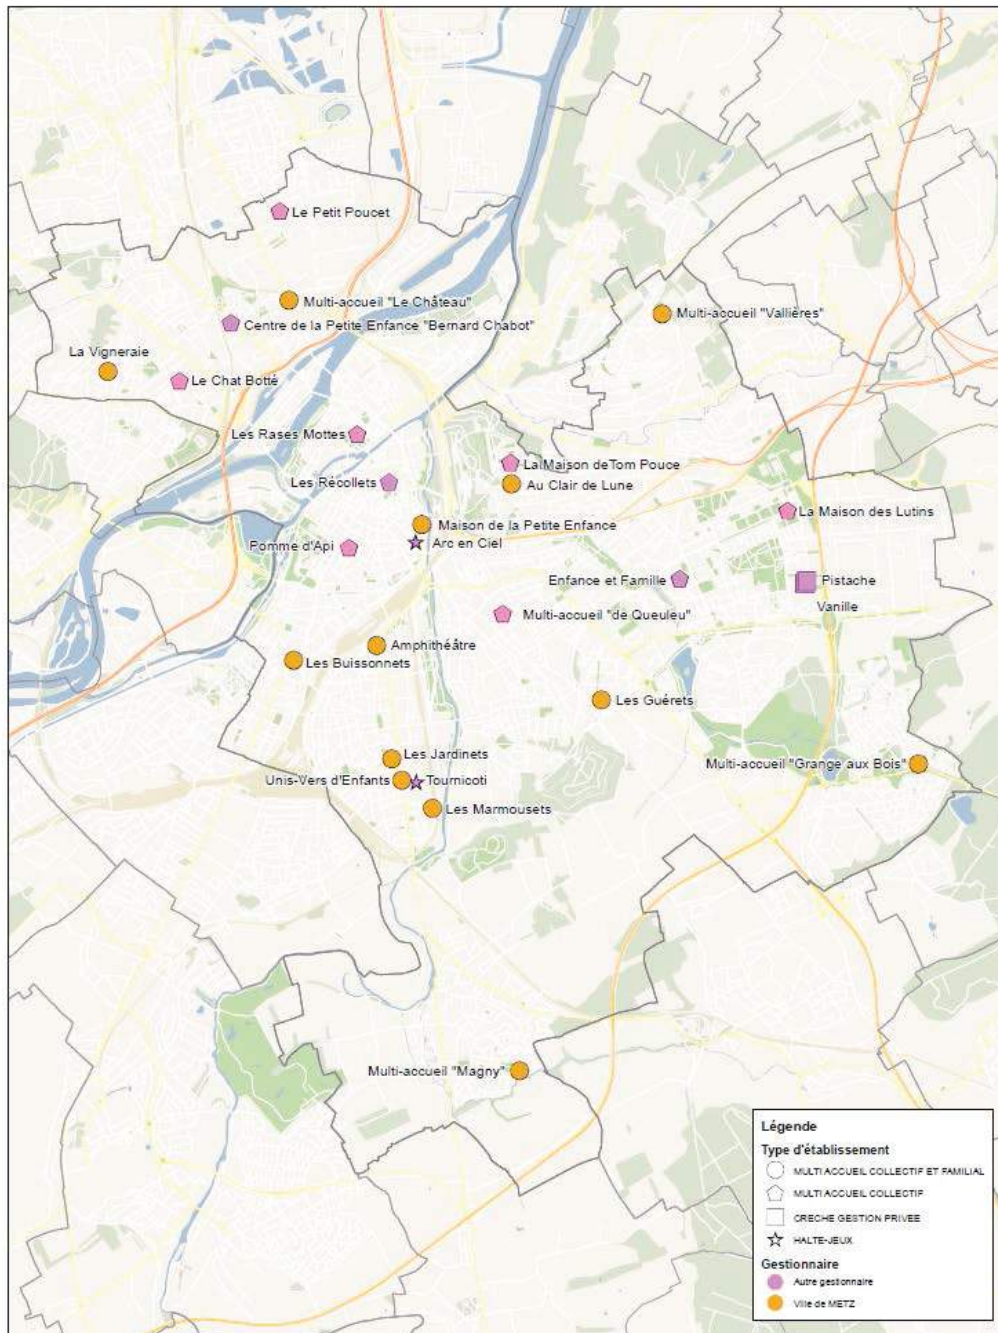 Le Petit Poucet
Multi-accueil "Le Château"
Centre de la Petite Enfance "Bernard Chabot"
Multi-accueil "Vallières"
La Vigneraie
Le Chat Botté
Les Rases Mottes
La Maison de Tom Pouce
Les Récollets
Au Clair de Lune
La Maison des Lutins
Maison de la Petite Enfance
Arc en Ciel
Pomme d'Api
Enfance et Famille
Pistache
Vanille
Multi-accueil "de Queuleu"
Amphithéâtre
Les Buissonnets
Les Guérets
Les Jardinets
Multi-accueil "Grange aux Bois"
Unis-Vers d'Enfants
Tournicoti
Les Marmousets
Multi-accueil "Magny"
Légende
Type d'établissement
MULTI ACCUEIL COLLECTIF ET FAMILIAL
MULTI ACCUEIL COLLECTIF
CRECHE GESTION PRIVEE
HALTE-JEUX
Gestionnaire
Autre gestionnaire
Ville de METZ